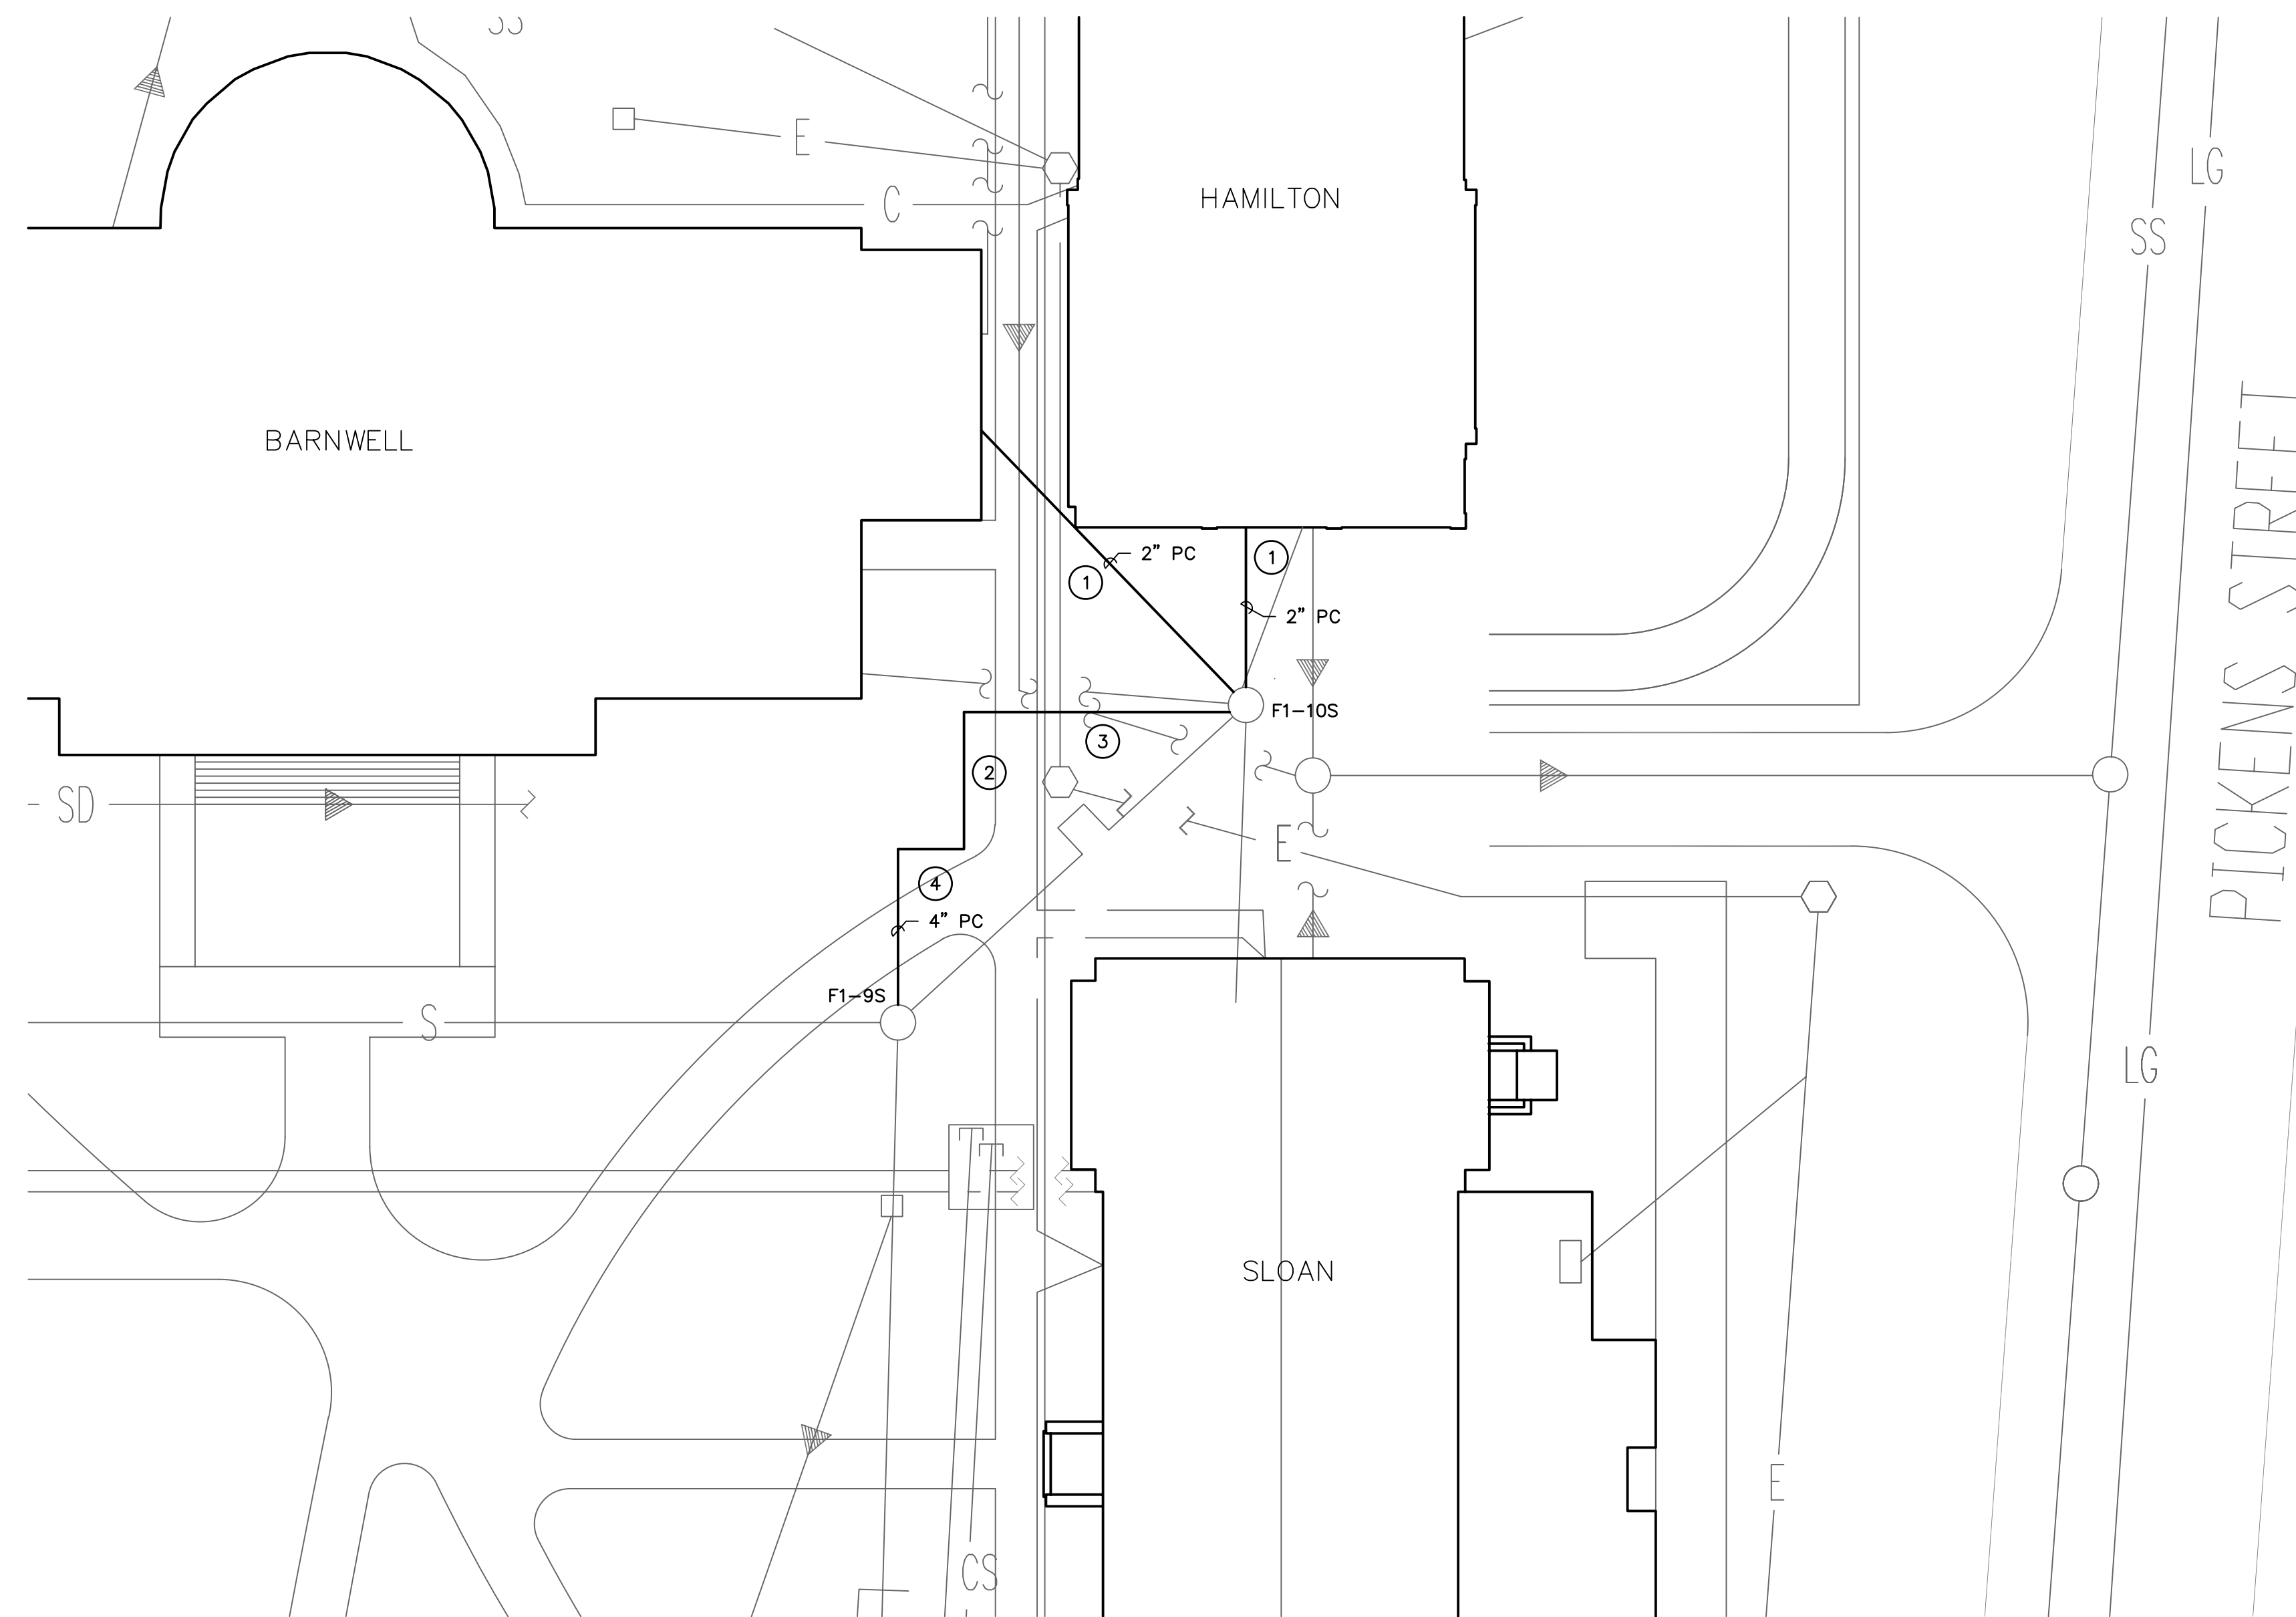 SS
E
C
HAMILTON
LG
SS
BARNWELL
2” PC
1
1
2” PC
F1-10S
3
2
SD
E
PICKENS STREET
4
4” PC
F1-9S
S
LG
SLOAN
E
CS